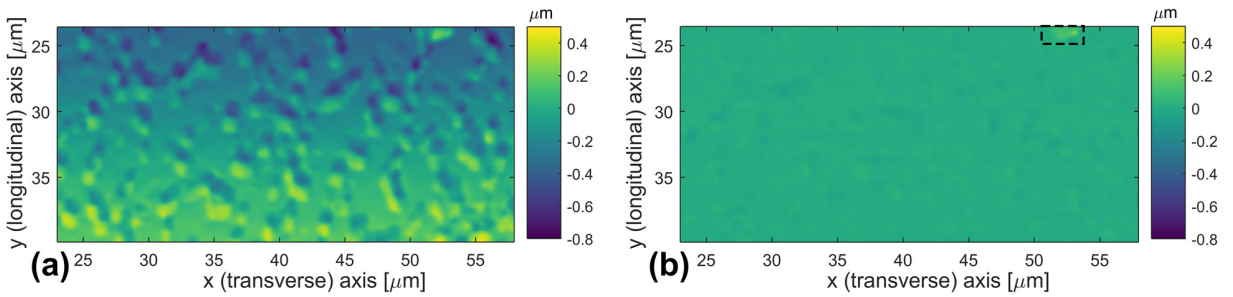 μm
0.4
0.2
0
-0.2
-0.4
-0.6
-0.8
25
30
35
y (longitudinal) axis [μm]
25 30 35 40 45 50 55
x (transverse) axis [μm]
(a)
μm
0.4
0.2
0
-0.2
-0.4
-0.6
-0.8
25
30
35
y (longitudinal) axis [μm]
25 30 35 40 45 50 55
x (transverse) axis [μm]
(b)